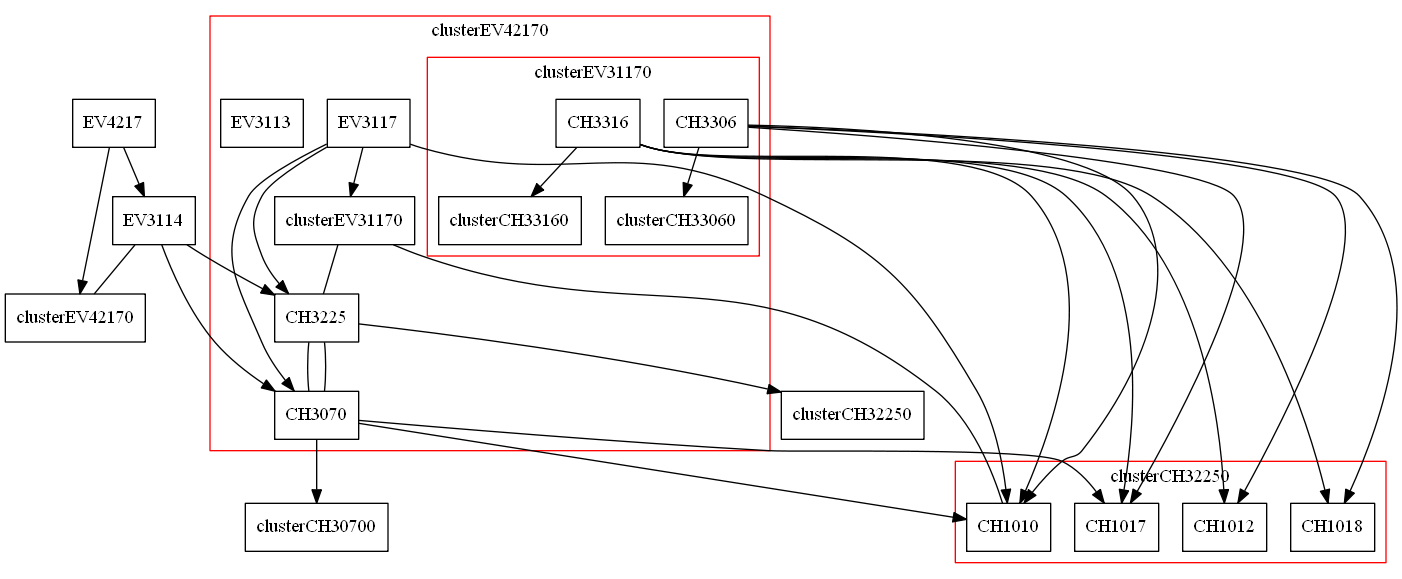 clusterEV42170
clusterEV31170
EV4217
EV3113
EV3117
CH3316
CH3306
EV3114
clusterEV31170
clusterCH33160
clusterCH33060
clusterEV42170
CH3225
CH3070
clusterCH32250
clusterCH32250
clusterCH30700
CH1010
CH1017
CH1012
CH1018